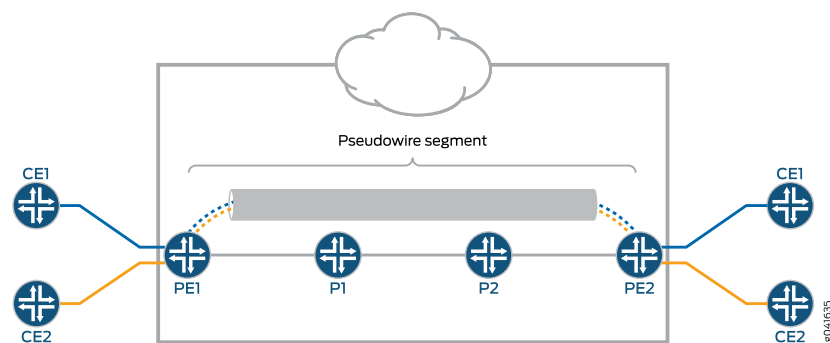 Pseudowire segment
CE1
CE1
PE1
P1
P2
PE2
CE2
CE2
g041635